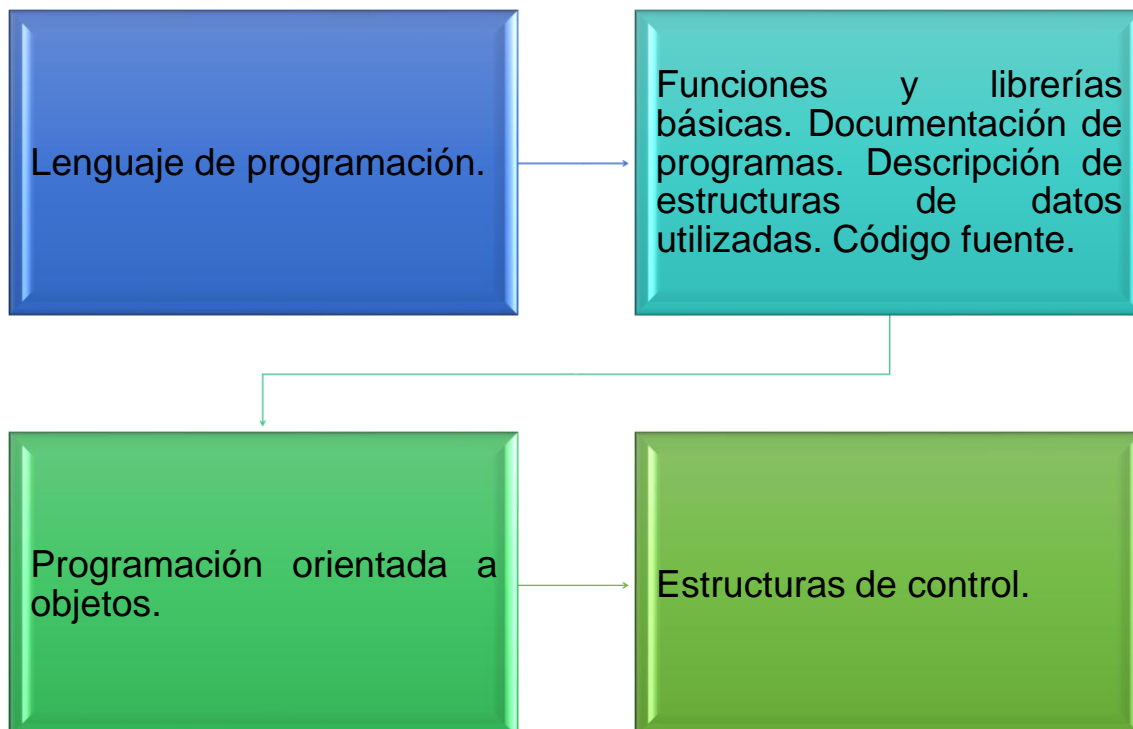 Lenguaje de programación.
Funciones y librerías
básicas. Documentación de
programas. Descripción de
estructuras de datos
utilizadas. Código fuente.
Programación orientada a
objetos.
Estructuras de control.